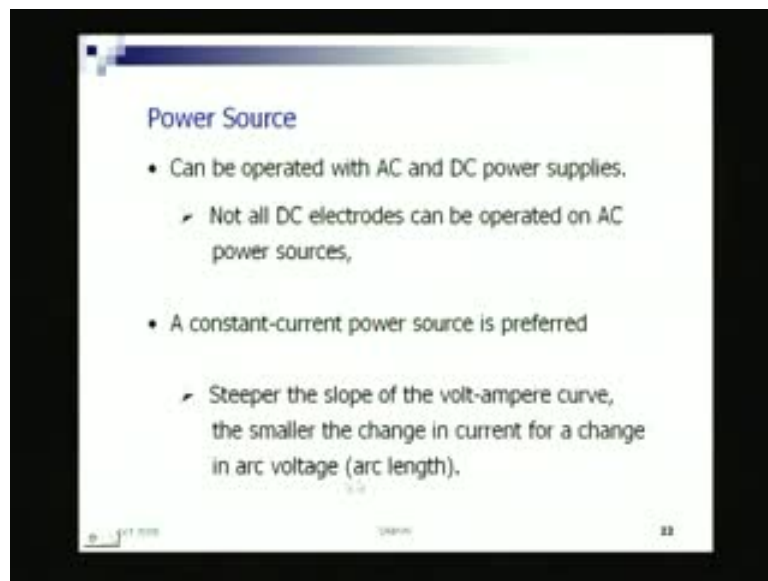 Power Source
• Can be operated with AC and DC power supplies.
➢ Not all DC electrodes can be operated on AC
power sources,
• A constant-current power source is preferred
➢ Steeper the slope of the volt-ampere curve,
the smaller the change in current for a change
in arc voltage (arc length).